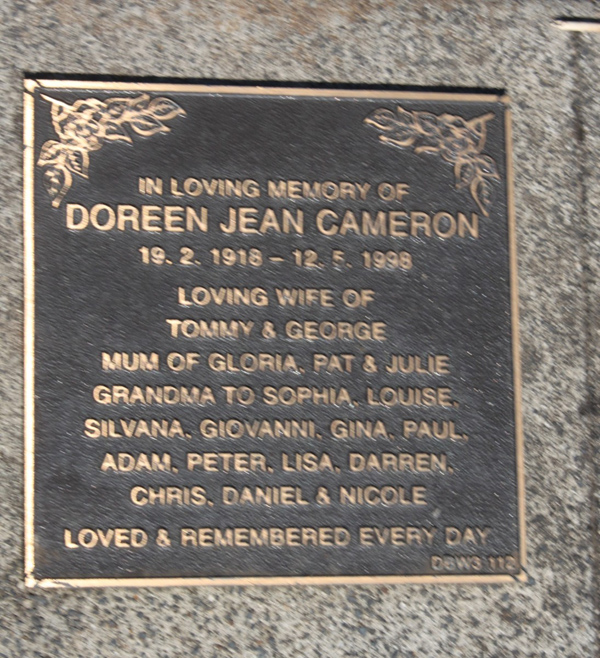 IN LOVING MEMORY OF
DOREEN JEAN CAMERON
19. 2. 1918 – 12. 5. 1998
LOVING WIFE OF
TOMMY & GEORGE
MUM OF GLORIA, PAT & JULIE
GRANDMA TO SOPHIA, LOUISE,
SILVANA, GIOVANNI, GINA, PAUL,
ADAM, PETER, LISA, DARREN,
CHRIS, DANIEL & NICOLE
LOVED & REMEMBERED EVERY DAY
112